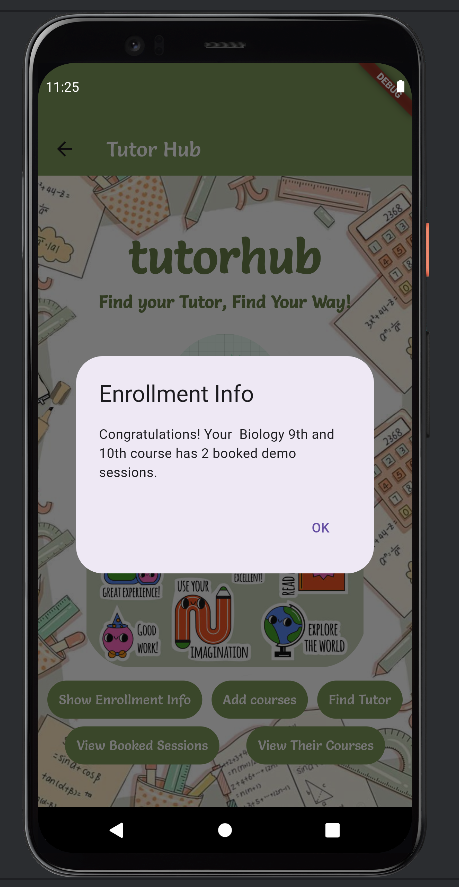 11:25
DEBUG
Tutor Hub
2368
tutorhub
Find your Tutor, Find Your Way!
Enrollment Info
Congratulations! Your  Biology 9th and
10th course has 2 booked demo
sessions.
OK
GREAT EXPERIENCE!
USE YOUR
IMAGINATION
READ
GOOD
WORK!
EXPLORE
THE WORLD
Show Enrollment Info
Add courses
Find Tutor
View Booked Sessions
View Their Courses